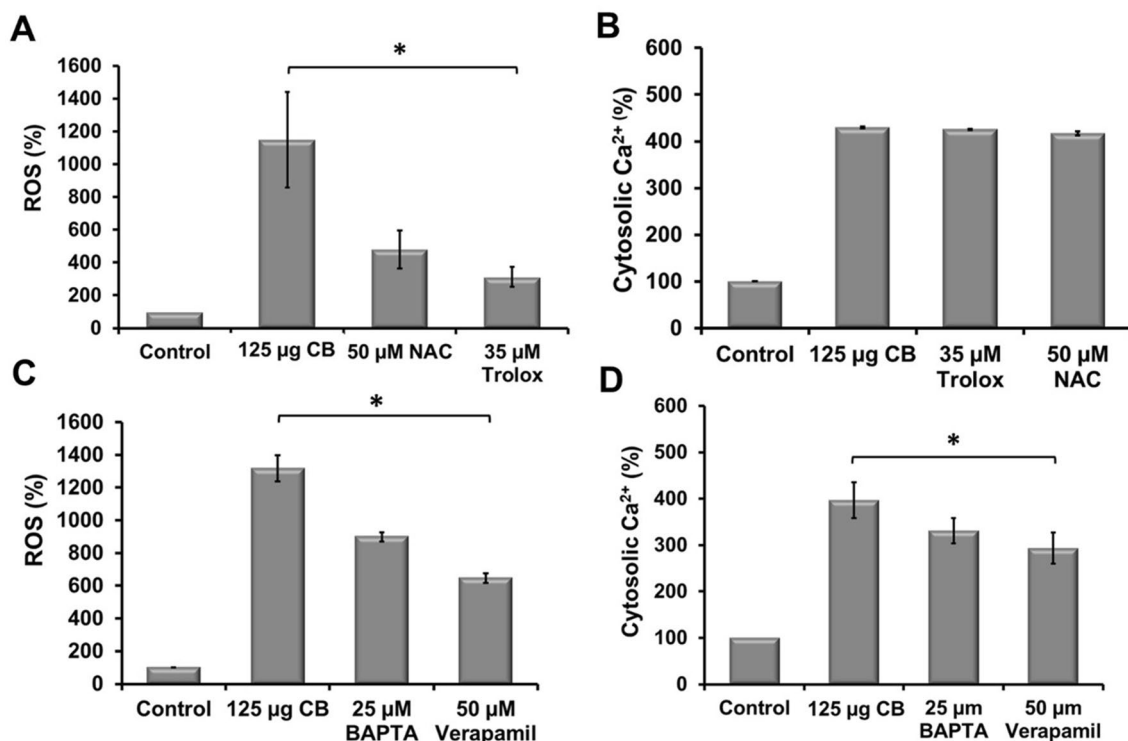 A
*
ROS (%)
1600
1400
1200
1000
800
600
400
200
0
Control
125 µg CB
50 µM NAC
35 µM
Trolox
B
Cytosolic Ca²⁺ (%)
600
500
400
300
200
100
0
Control
125 µg CB
35 µM
Trolox
50 µM
NAC
C
*
ROS (%)
1600
1400
1200
1000
800
600
400
200
0
Control
125 µg CB
25 µM
BAPTA
50 µM
Verapamil
D
*
Cytosolic Ca²⁺ (%)
600
500
400
300
200
100
0
Control
125 µg CB
25 µm
BAPTA
50 µm
Verapamil